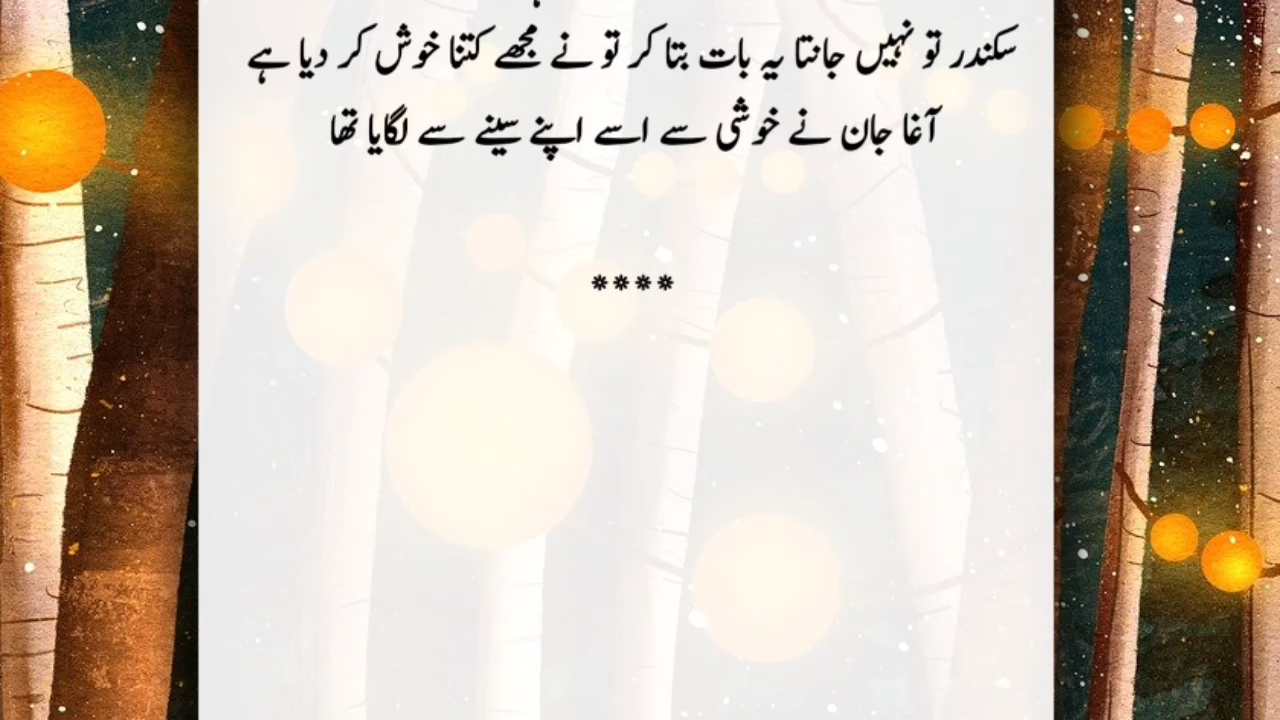 سکندر تو نہیں جانتا یہ بات بتا کر تو نے مجھے کتنا خوش کر دیا ہے
آغا جان نے خوشی سے اسے اپنے سینے سے لگایا تھا
****